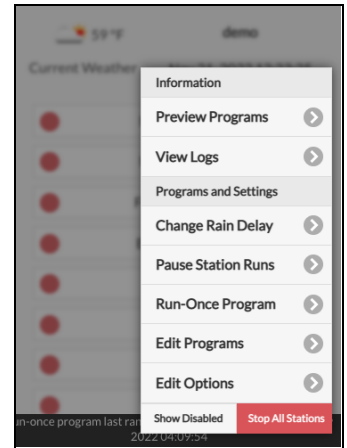 59 °F
demo
Current Weather
Information
Preview Programs
View Logs
Programs and Settings
Change Rain Delay
Pause Station Runs
Run-Once Program
Edit Programs
Edit Options
Show Disabled
Stop All Stations
un-once program last ran
2022 04:09:54